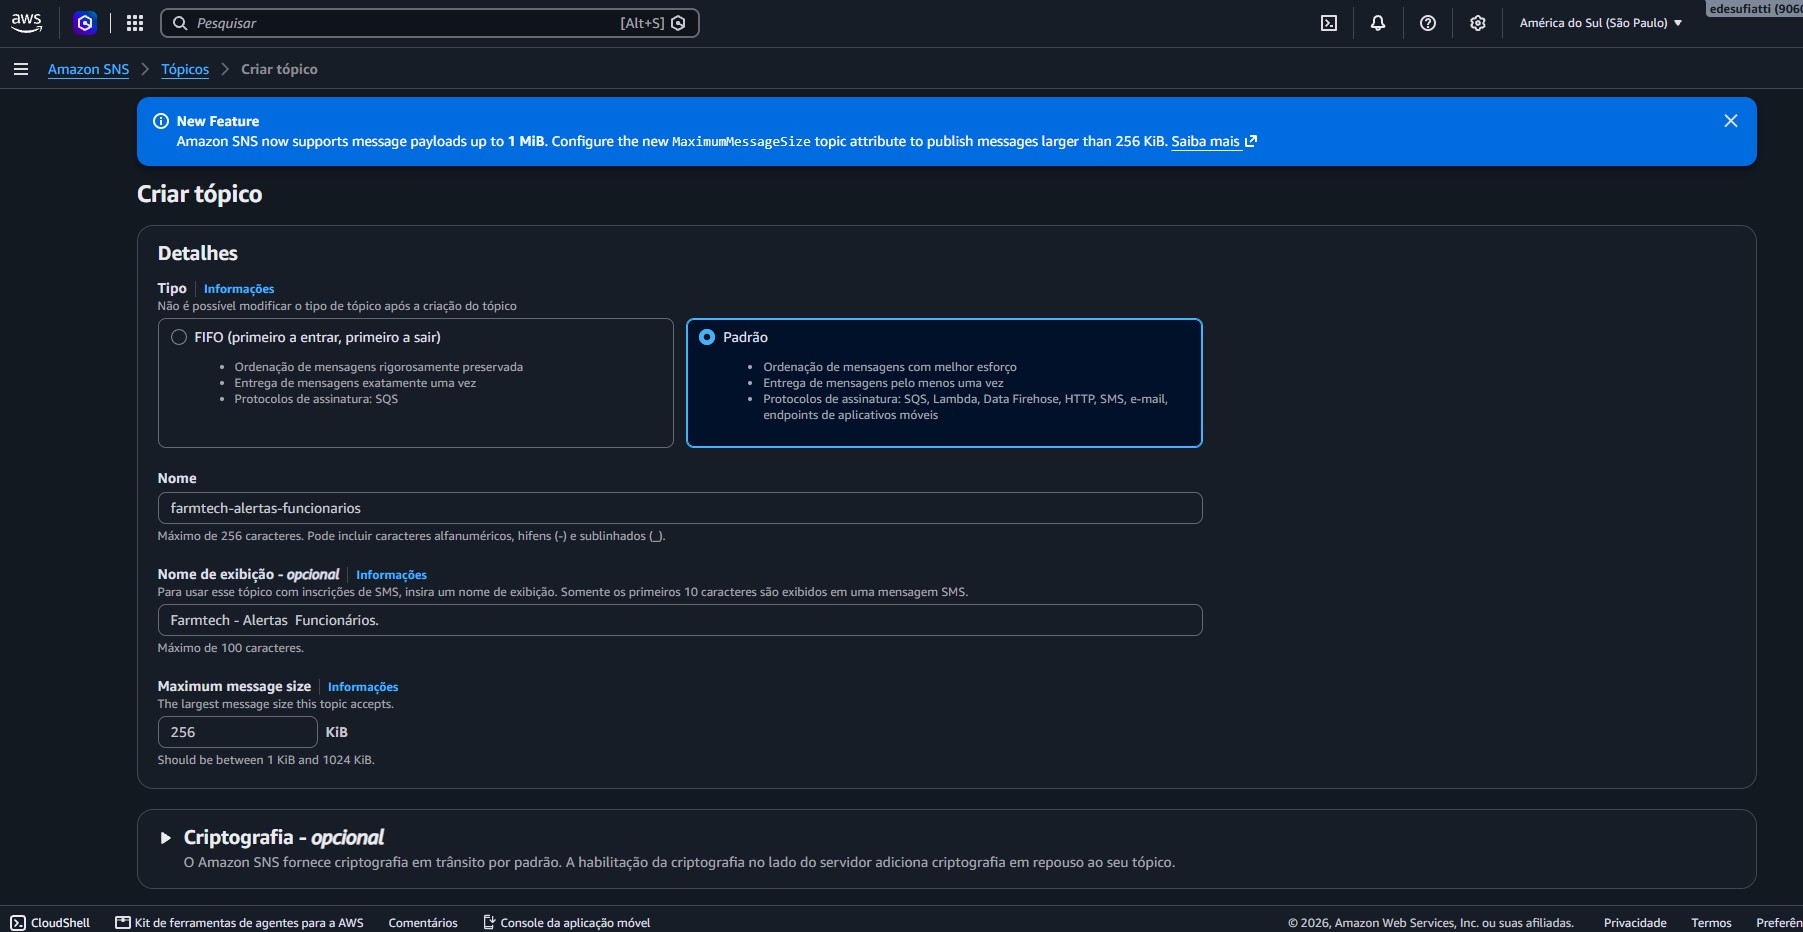 aws
Pesquisar [Alt+S]
América do Sul (São Paulo)
edesufiatti (906
Amazon SNS
Tópicos
Criar tópico
New Feature
Amazon SNS now supports message payloads up to 1 MiB. Configure the new MaximumMessageSize topic attribute to publish messages larger than 256 KiB. Saiba mais
Criar tópico
Detalhes
Tipo Informações
Não é possível modificar o tipo de tópico após a criação do tópico
FIFO (primeiro a entrar, primeiro a sair)
Ordenação de mensagens rigorosamente preservada
Entrega de mensagens exatamente uma vez
Protocolos de assinatura: SQS
Padrão
Ordenação de mensagens com melhor esforço
Entrega de mensagens pelo menos uma vez
Protocolos de assinatura: SQS, Lambda, Data Firehose, HTTP, SMS, e-mail,
endpoints de aplicativos móveis
Nome
farmtech-alertas-funcionarios
Máximo de 256 caracteres. Pode incluir caracteres alfanuméricos, hifens (-) e sublinhados (_).
Nome de exibição - opcional Informações
Para usar esse tópico com inscrições de SMS, insira um nome de exibição. Somente os primeiros 10 caracteres são exibidos em uma mensagem SMS.
Farmtech - Alertas  Funcionários.
Máximo de 100 caracteres.
Maximum message size Informações
The largest message size this topic accepts.
256 KiB
Should be between 1 KiB and 1024 KiB.
Criptografia - opcional
O Amazon SNS fornece criptografia em trânsito por padrão. A habilitação da criptografia no lado do servidor adiciona criptografia em repouso ao seu tópico.
CloudShell
Kit de ferramentas de agentes para a AWS
Comentários
Console da aplicação móvel
© 2026, Amazon Web Services, Inc. ou suas afiliadas.
Privacidade
Termos
Preferên